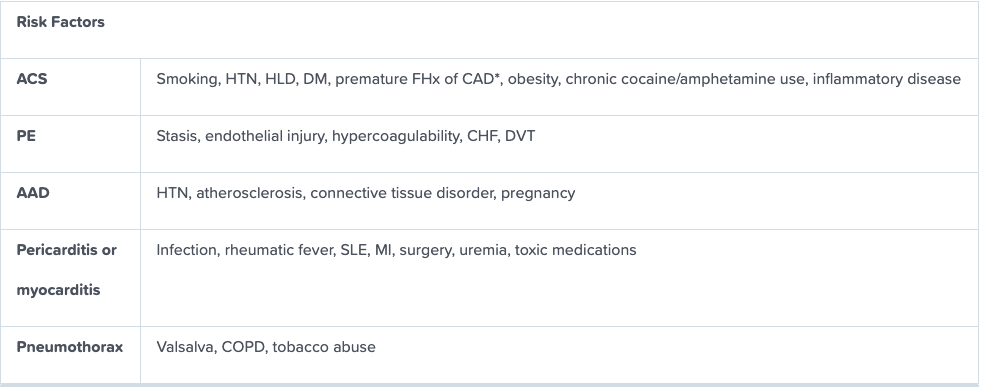 Risk Factors
ACS Smoking, HTN, HLD, DM, premature FHx of CAD*, obesity, chronic cocaine/amphetamine use, inflammatory disease
PE Stasis, endothelial injury, hypercoagulability, CHF, DVT
AAD HTN, atherosclerosis, connective tissue disorder, pregnancy
Pericarditis or Infection, rheumatic fever, SLE, MI, surgery, uremia, toxic medications
myocarditis
Pneumothorax Valsalva, COPD, tobacco abuse